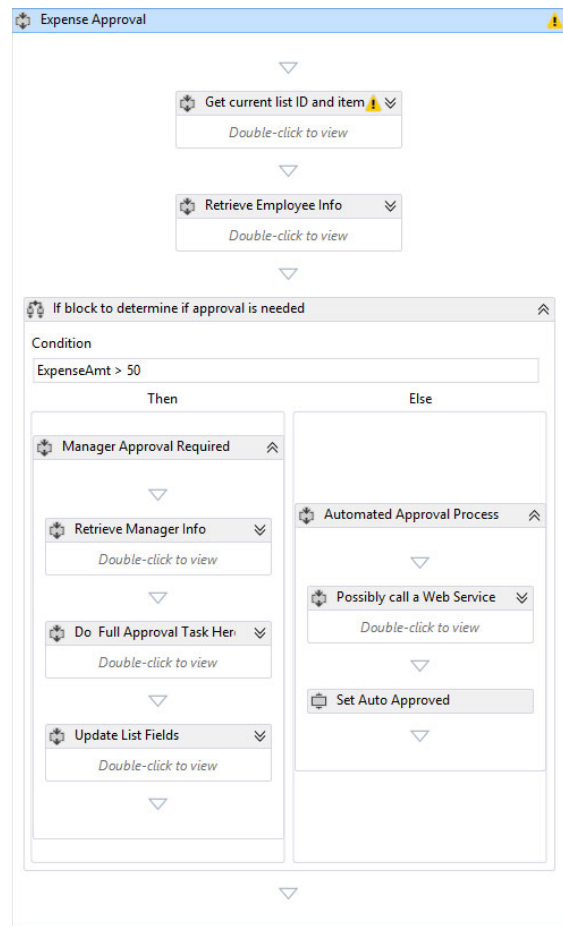 Expense Approval
Get current list ID and item
Double-click to view
Retrieve Employee Info
Double-click to view
If block to determine if approval is needed
Condition
ExpenseAmt > 50
Then
Else
Manager Approval Required
Retrieve Manager Info
Double-click to view
Do  Full Approval Task Her
Double-click to view
Update List Fields
Double-click to view
Automated Approval Process
Possibly call a Web Service
Double-click to view
Set Auto Approved